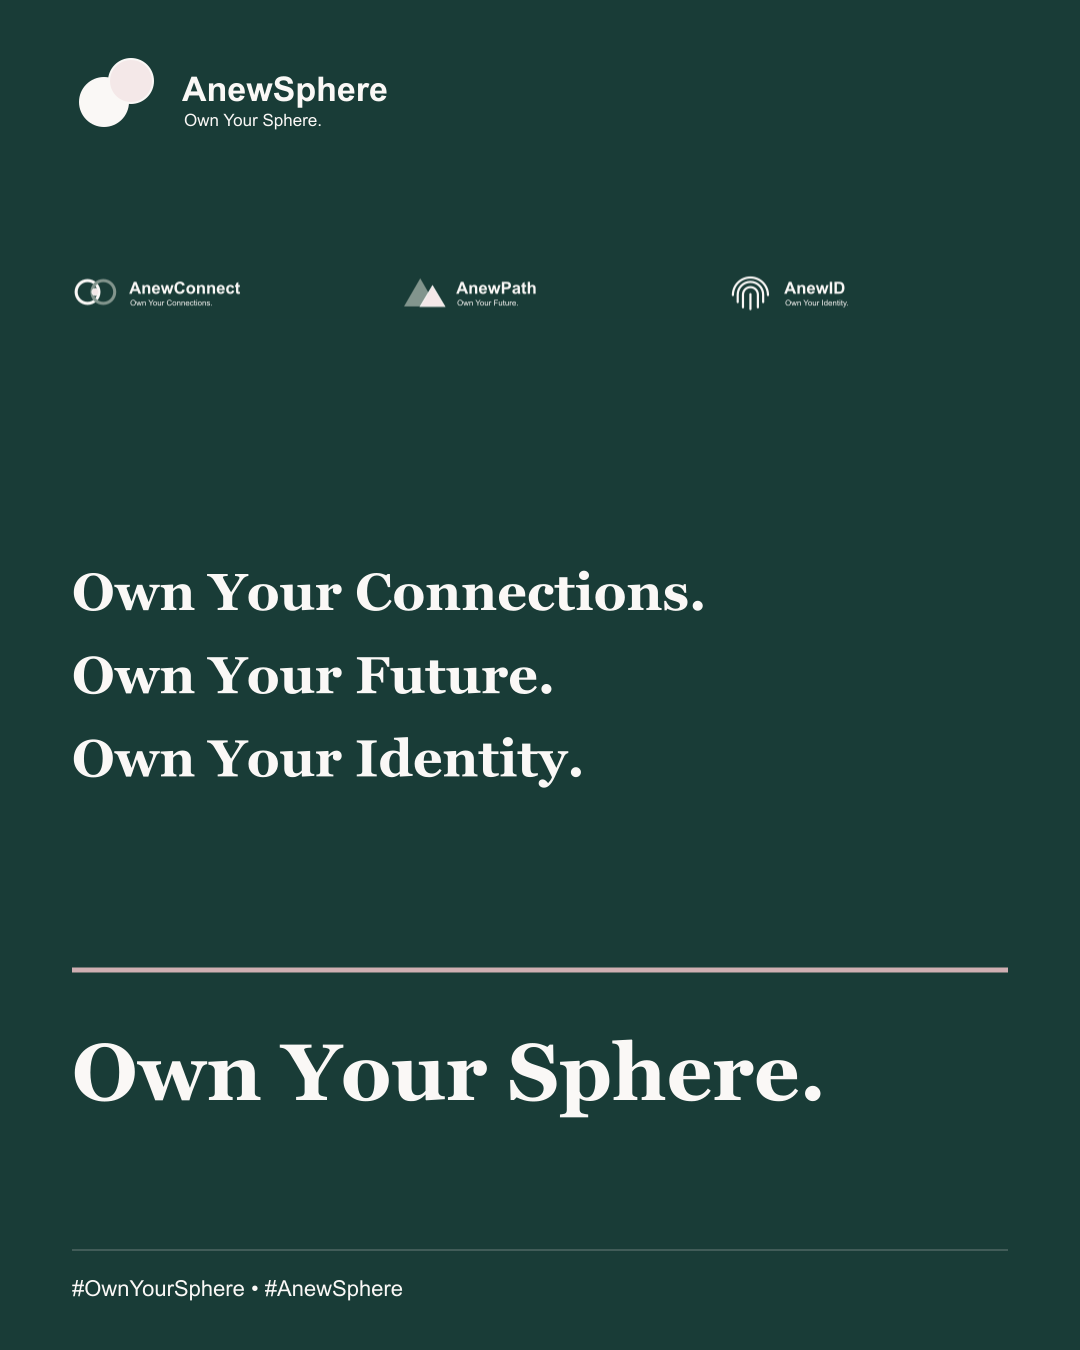 AnewSphere
Own Your Sphere.
AnewConnect
Own Your Connections.
AnewPath
Own Your Future.
AnewID
Own Your Identity.
Own Your Connections.
Own Your Future.
Own Your Identity.
Own Your Sphere.
#OwnYourSphere • #AnewSphere